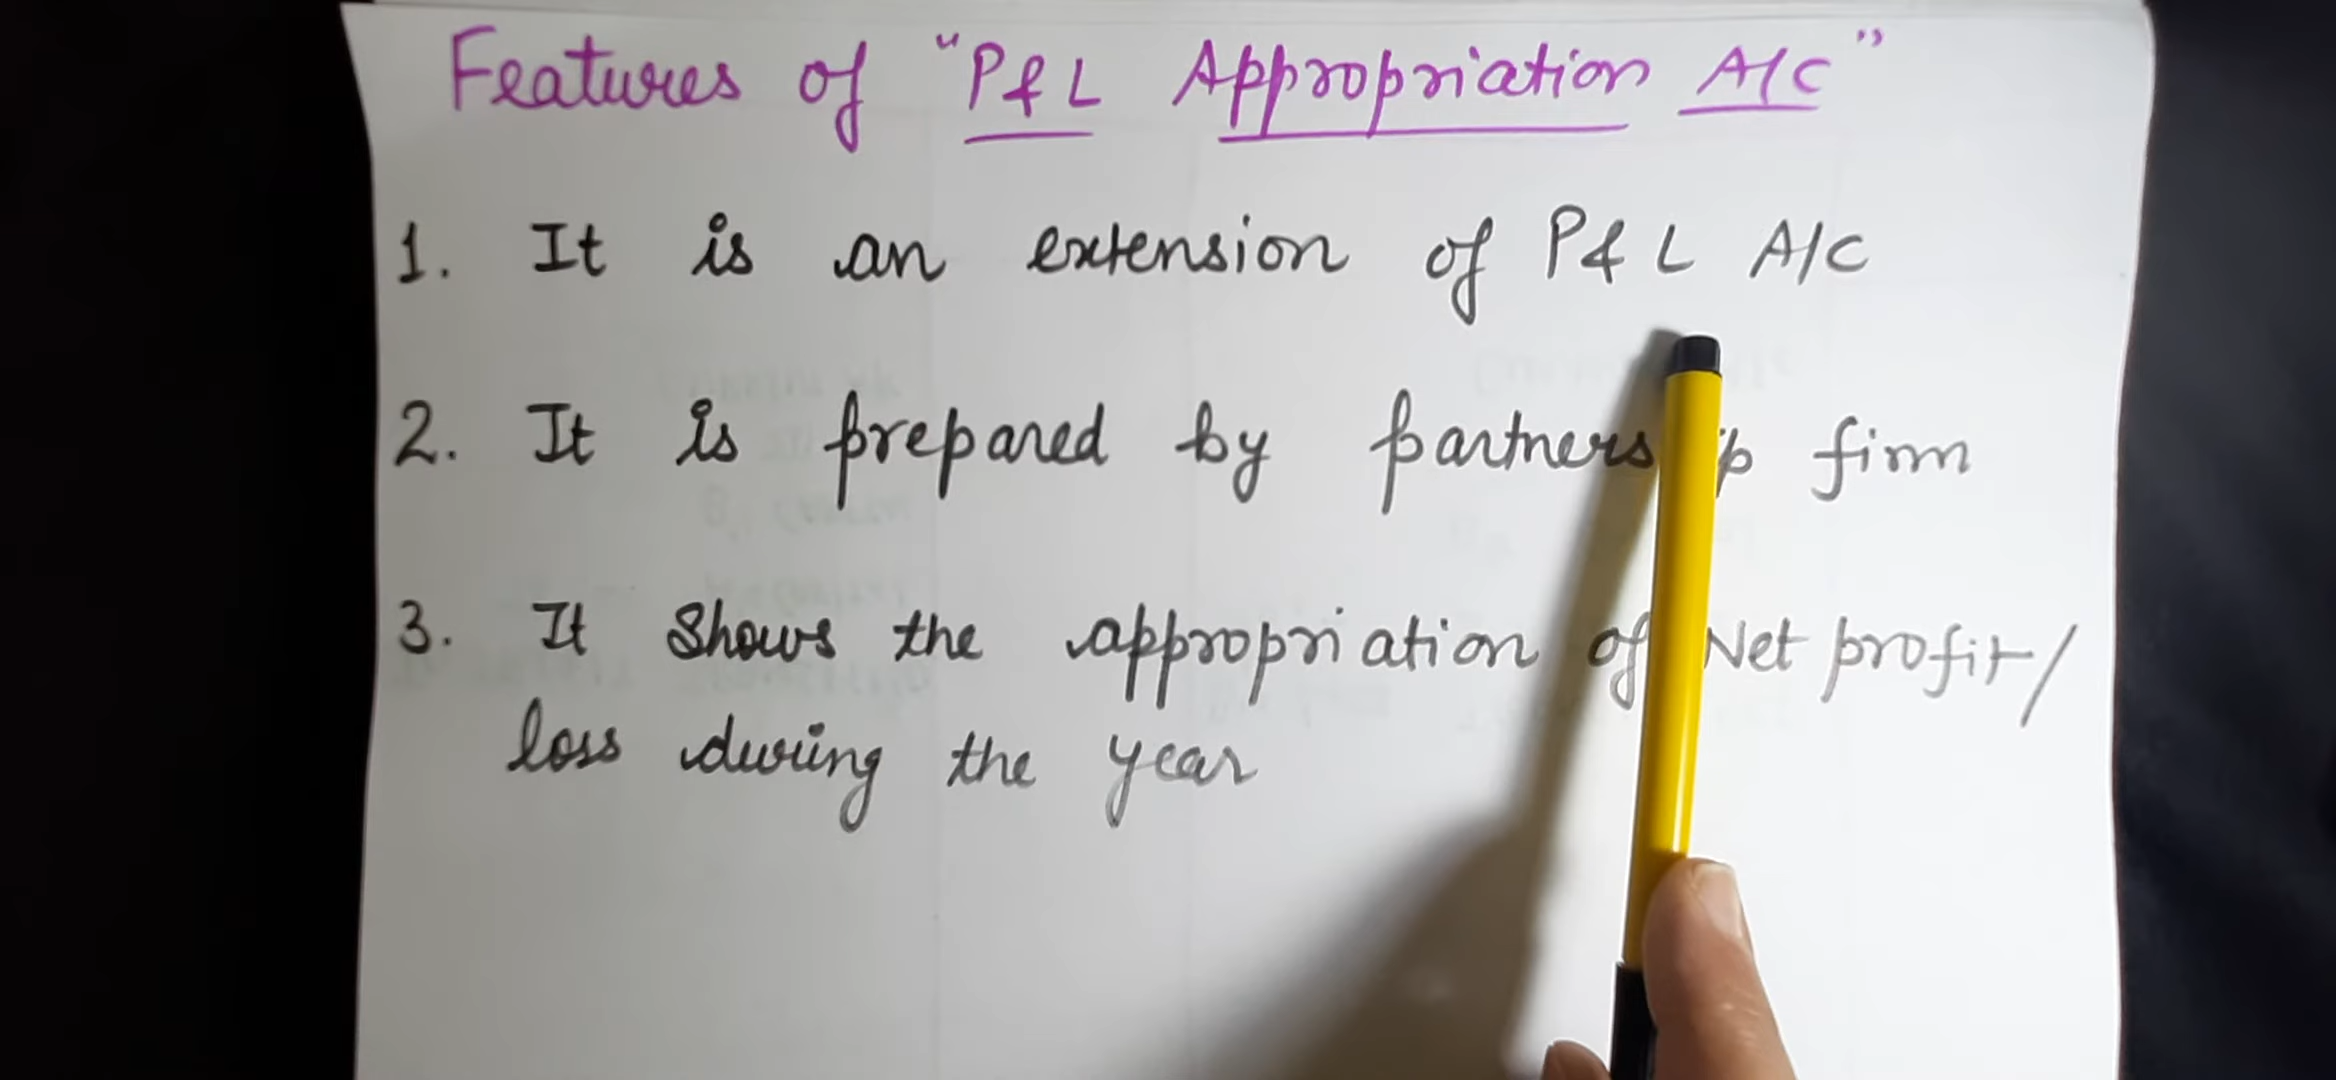 Features of "P & L Appropriation A/C"
1. It is an extension of P & L A/C
2. It is prepared by partnership firm
3. It shows the appropriation of Net profit/
loss during the year